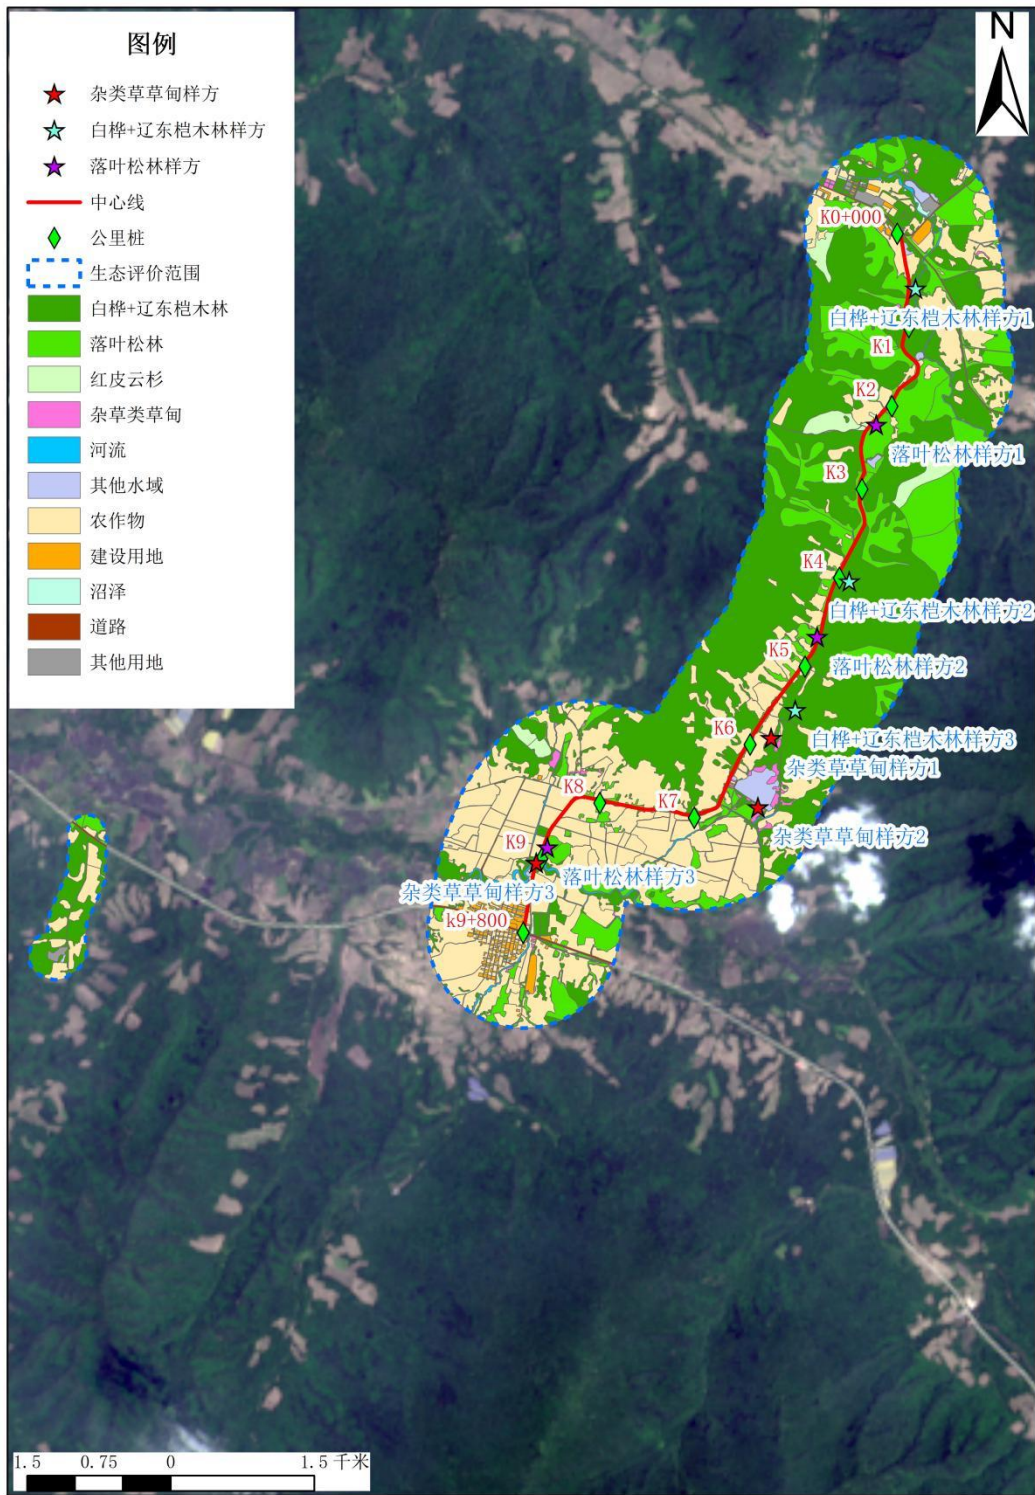 图例
杂类草草甸样方
白桦+辽东桤木林样方
落叶松林样方
中心线
公里桩
生态评价范围
白桦+辽东桤木林
落叶松林
红皮云杉
杂草类草甸
河流
其他水域
农作物
建设用地
沼泽
道路
其他用地
N
K0+000
白桦+辽东桤木林样方1
K1
K2
落叶松林样方1
K3
K4
白桦+辽东桤木林样方2
K5
落叶松林样方2
K6
白桦+辽东桤木林样方3
杂类草草甸样方1
K8
K7
杂类草草甸样方2
K9
落叶松林样方3
杂类草草甸样方3
k9+800
1.5 0.75 0 1.5 千米